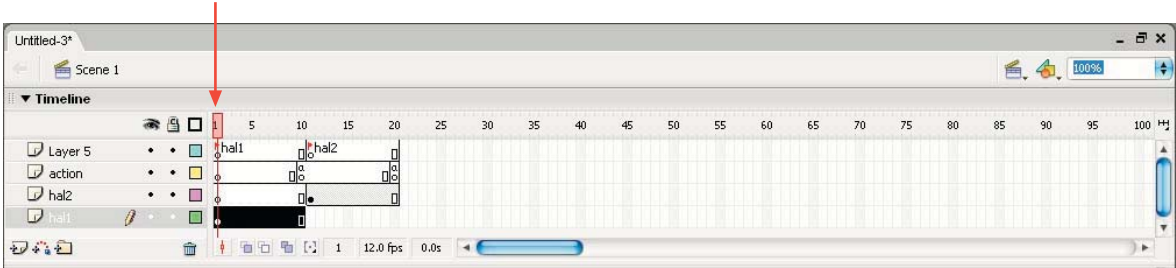 Untitled-3*
Scene 1
100%
Timeline
1 5 10 15 20 25 30 35 40 45 50 55 60 65 70 75 80 85 90 95 100
Layer 5 hal1 hal2
action a a
hal2
hal1
1 12.0 fps 0.0s